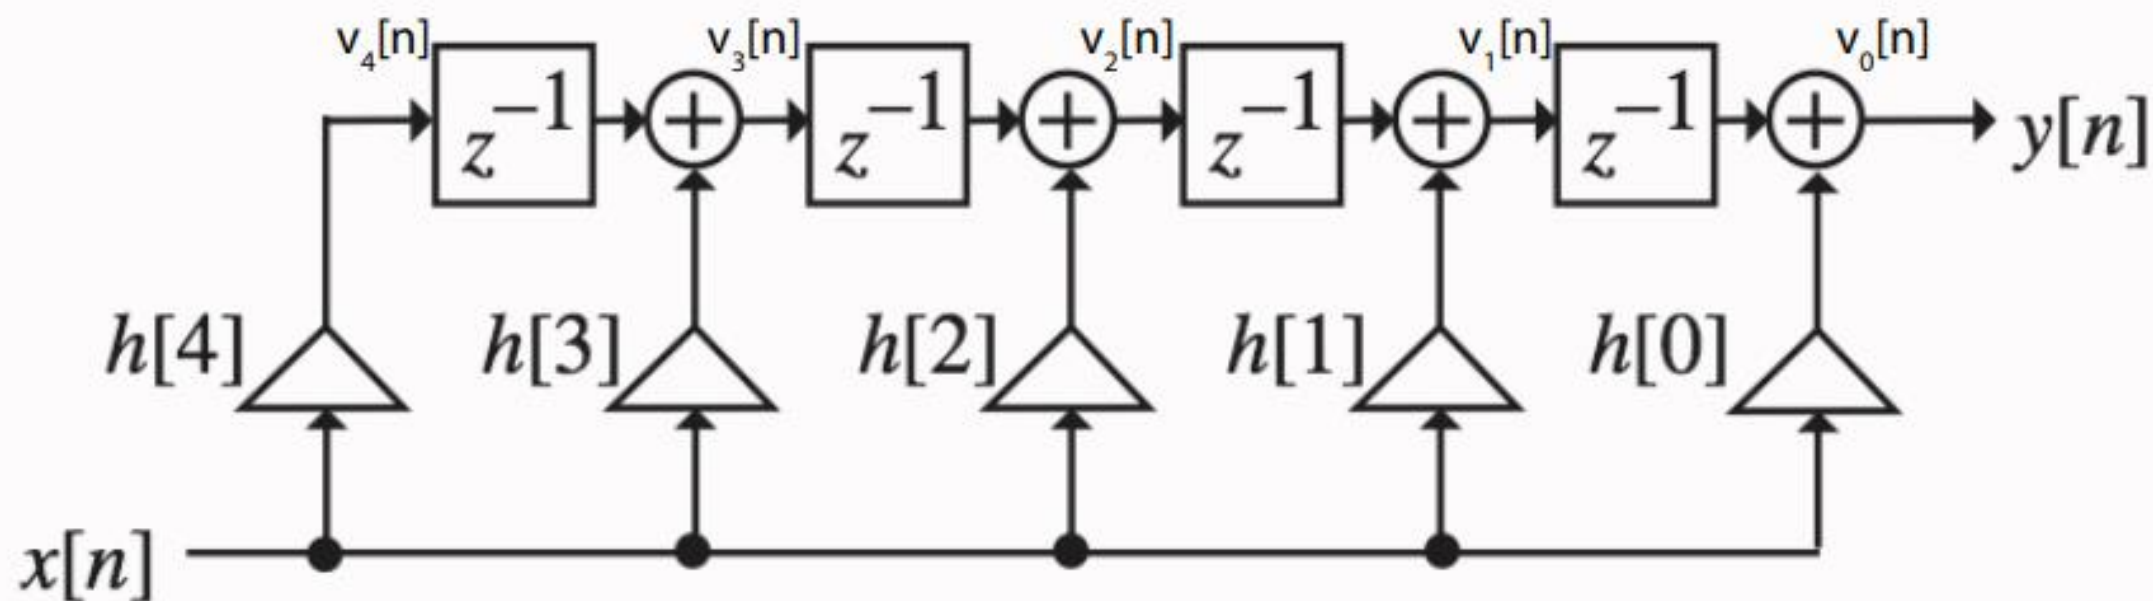 v₄[n] v₃[n] v₂[n] v₁[n] v₀[n]
z⁻¹ + z⁻¹ + z⁻¹ + z⁻¹ + y[n]
h[4] h[3] h[2] h[1] h[0]
x[n]